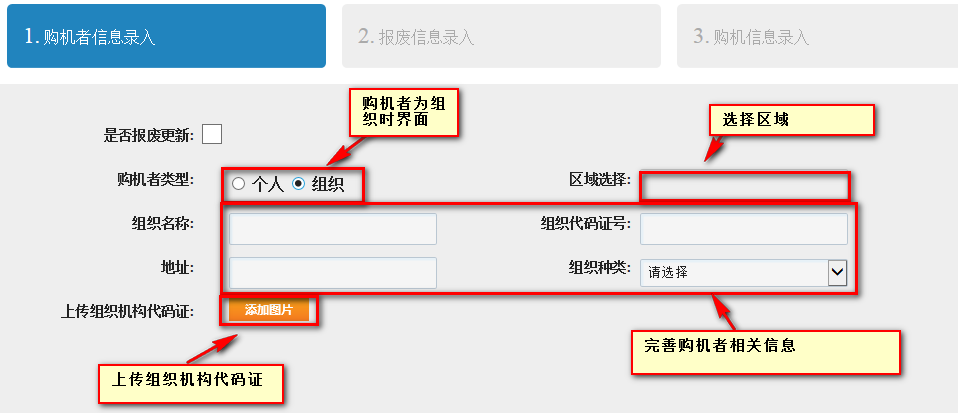 1. 购机者信息录入
2. 报废信息录入
3. 购机信息录入
购机者为组
织时界面
选择区域
是否报废更新:
购机者类型:
个人 组织
区域选择:
组织名称:
组织代码证号:
地址:
组织种类:
请选择
上传组织机构代码证:
添加图片
完善购机者相关信息
上传组织机构代码证